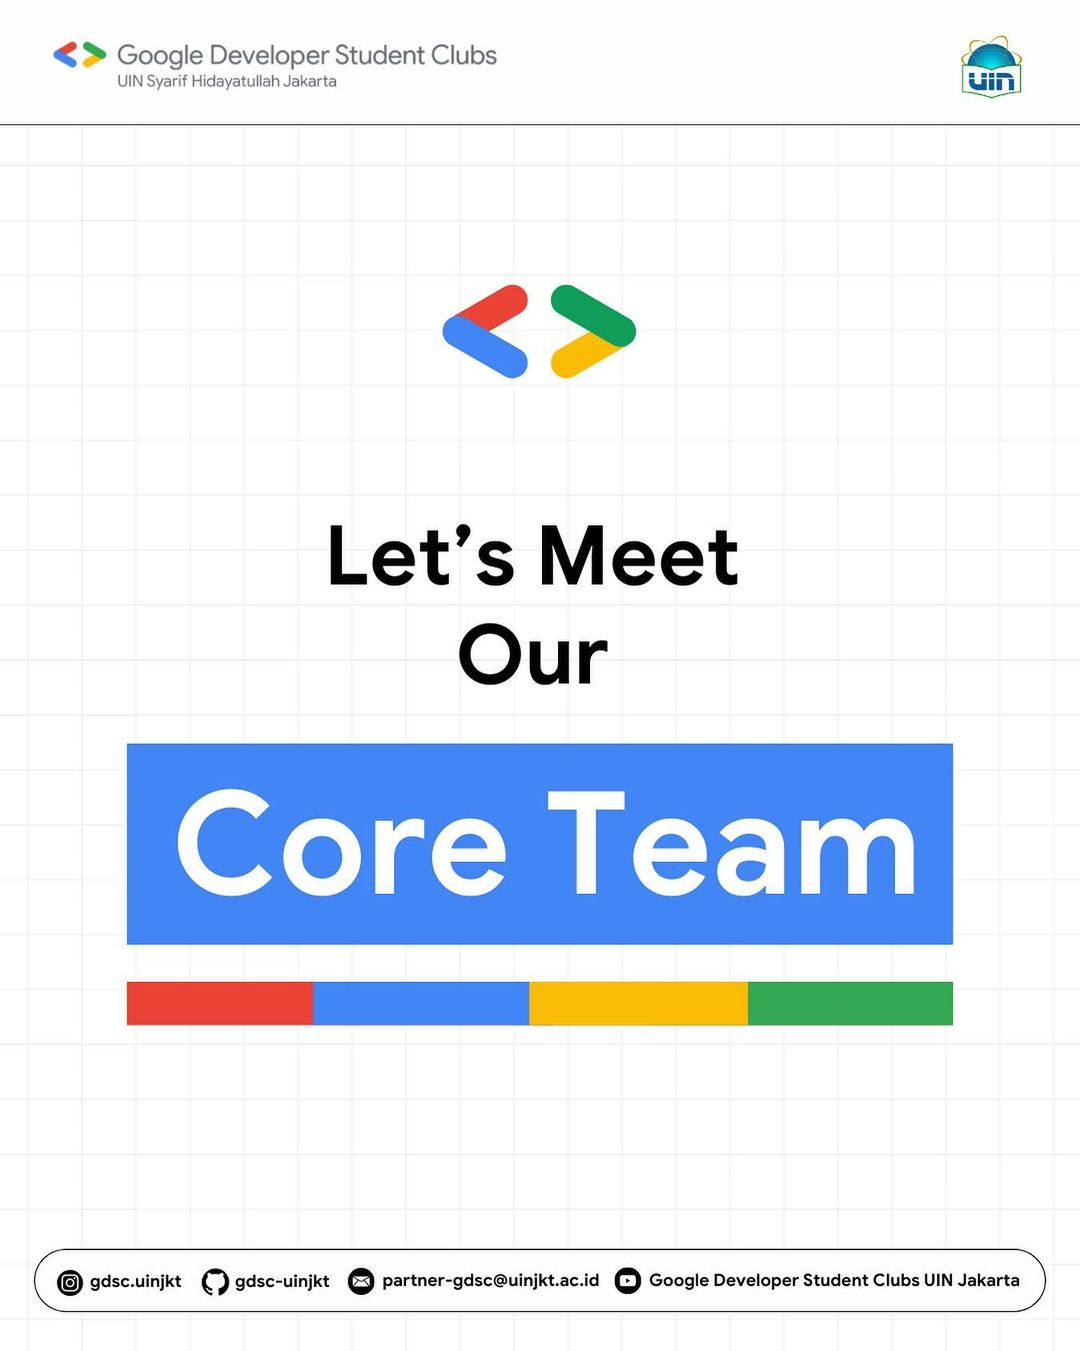 Google Developer Student Clubs
UIN Syarif Hidayatullah Jakarta
UIN
Let's Meet
Our
Core Team
gdsc.uinjkt
gdsc-uinjkt
partner-gdsc@uinjkt.ac.id
Google Developer Student Clubs UIN Jakarta